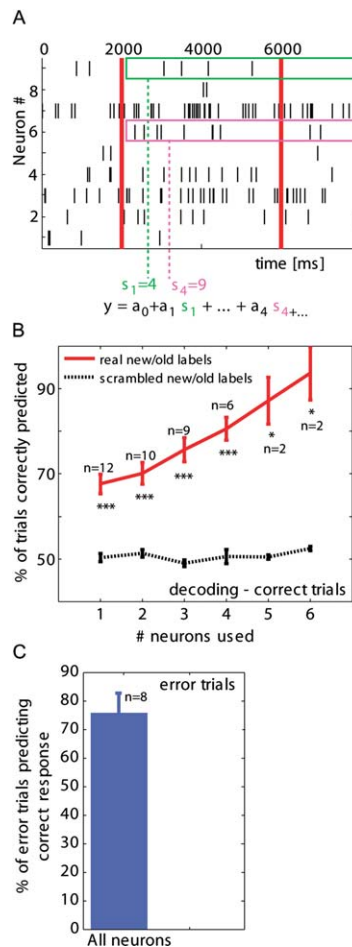 A
0 2000 4000 6000
Neuron #
8
6
4
2
time [ms]
s1=4 s4=9
y = a0+a1 s1 + ... + a4 s4+...
B
real new/old labels
scrambled new/old labels
% of trials correctly predicted
90
70
50
n=12
n=10
n=9
n=6
n=2
n=2
***
***
***
***
*
*
decoding - correct trials
1 2 3 4 5 6
# neurons used
C
error trials
% of error trials predicting
correct response
90
80
70
60
50
40
30
20
10
0
n=8
All neurons